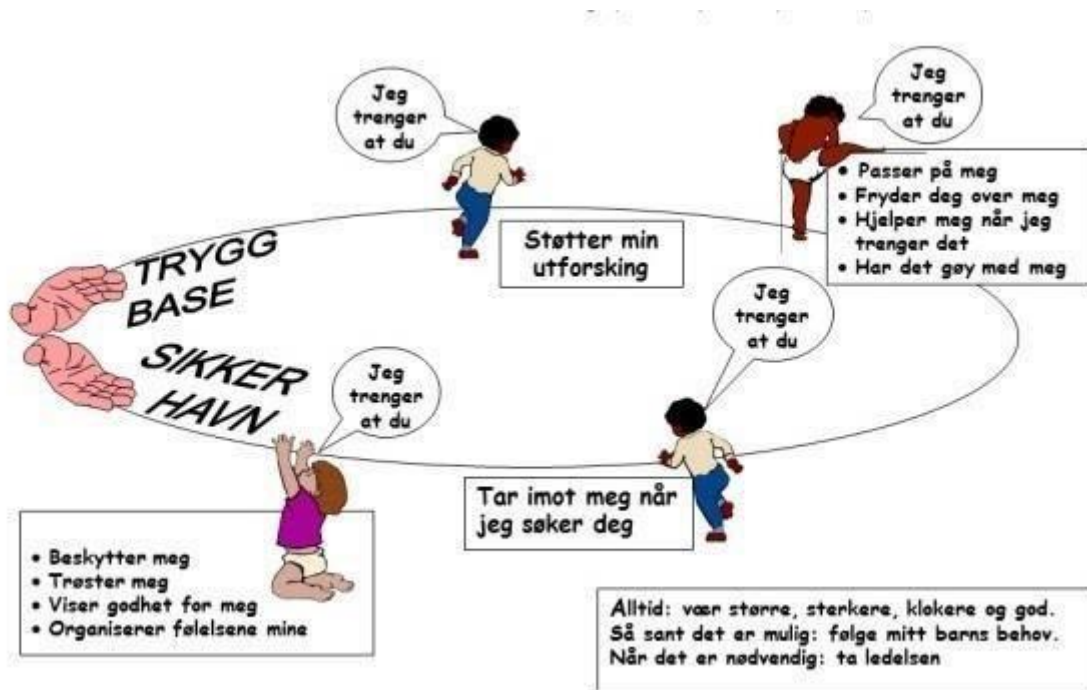 Jeg
trenger
at du
Jeg
trenger
at du
• Passer på meg
• Fryder deg over meg
• Hjelper meg når jeg
trenger det
• Har det gøy med meg
Støtter min
utforsking
TRYGG
BASE
SIKKER
HAVN
Jeg
trenger
at du
Jeg
trenger
at du
Tar imot meg når
jeg søker deg
• Beskytter meg
• Trøster meg
• Viser godhet for meg
• Organiserer følelsene mine
Alltid: vær større, sterkere, klokere og god.
Så sant det er mulig: følge mitt barns behov.
Når det er nødvendig: ta ledelsen